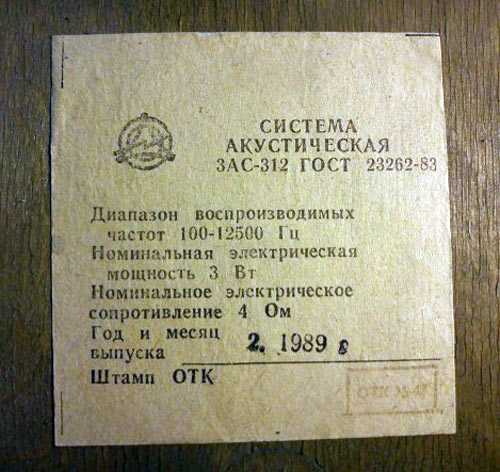 СИСТЕМА
АКУСТИЧЕСКАЯ
3АС-312 ГОСТ 23262-83
Диапазон воспроизводимых
частот 100-12500 Гц
Номинальная электрическая
мощность 3 Вт
Номинальное электрическое
сопротивление 4 Ом
Год и месяц
выпуска 2. 1989 г
Штамп ОТК
ОТК